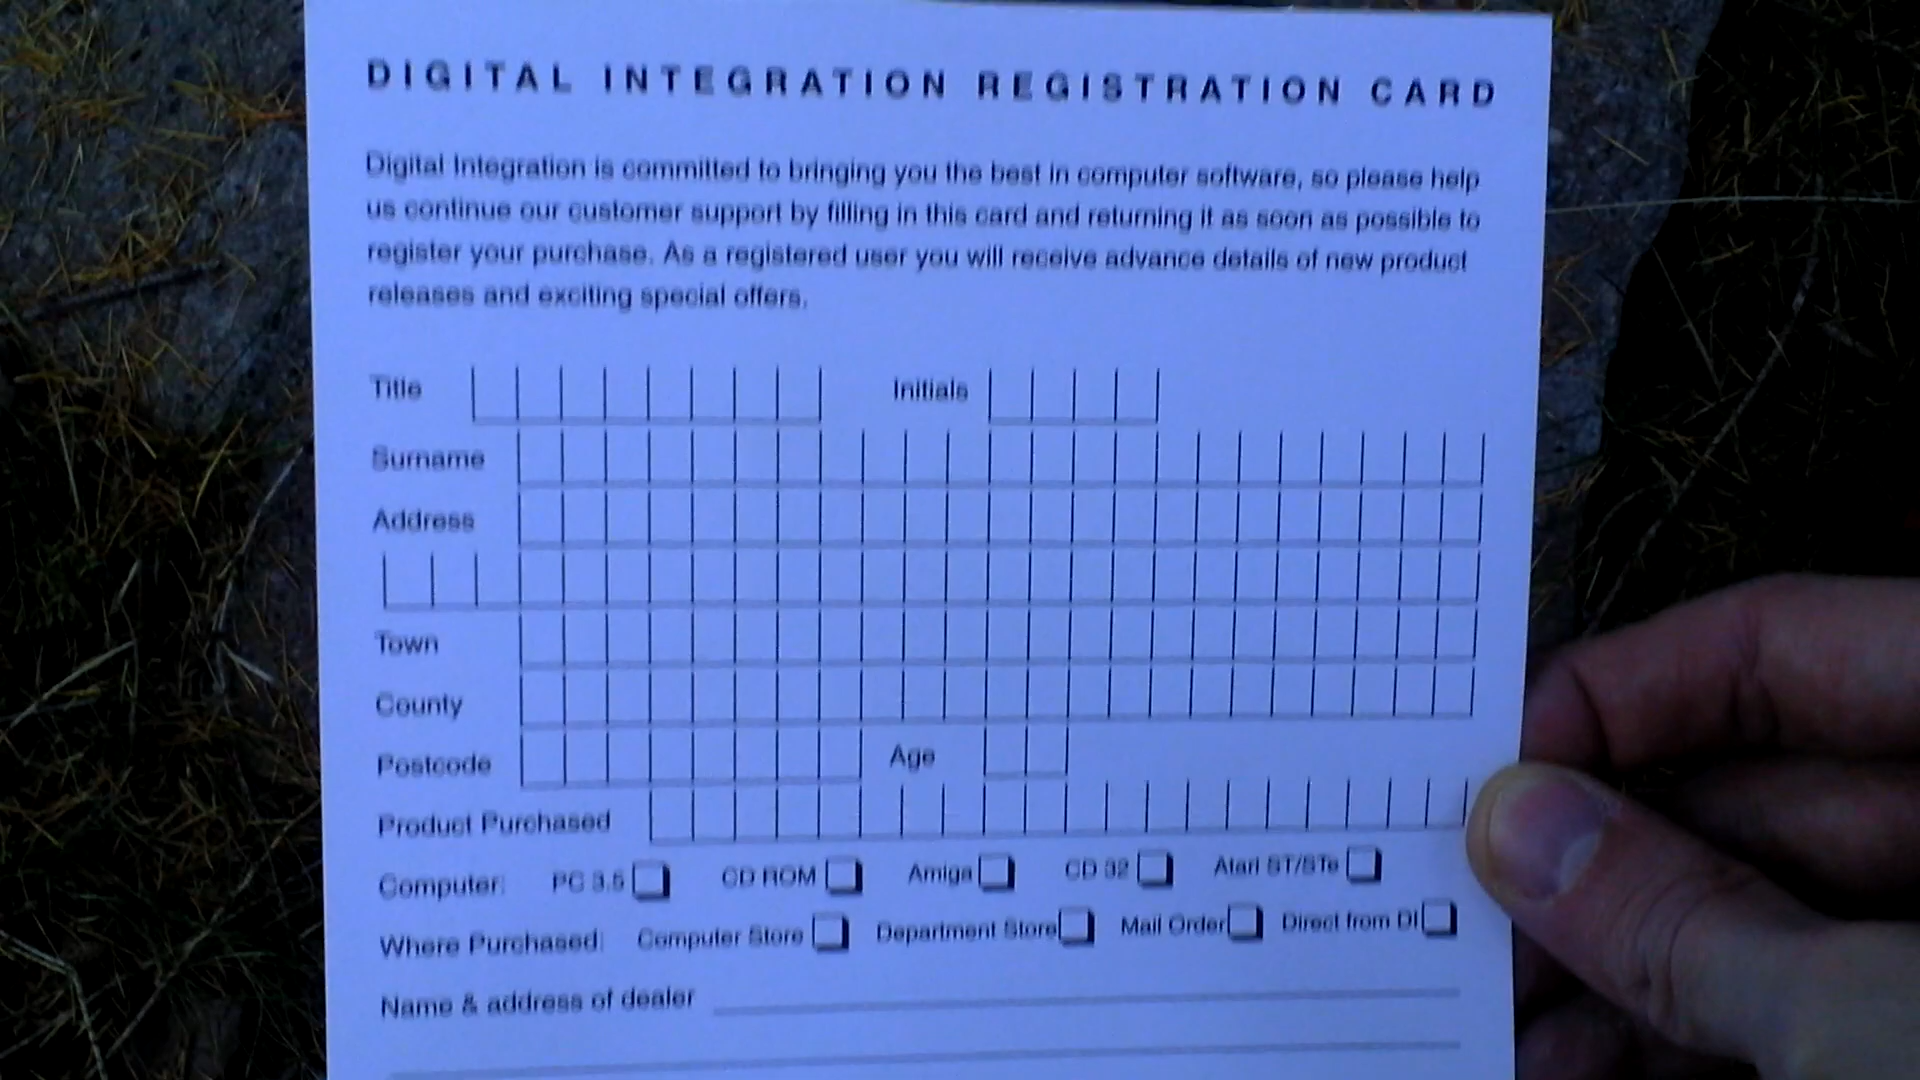 DIGITAL INTEGRATION REGISTRATION CARD
Digital Integration is committed to bringing you the best in computer software, so please help
us continue our customer support by filling in this card and returning it as soon as possible to
register your purchase. As a registered user you will receive advance details of new product
releases and exciting special offers.
Title Initials
Surname
Address
Town
County
Postcode Age
Product Purchased
Computer: PC 3.5 CD ROM Amiga CD 32 Atari ST/STe
Where Purchased: Computer Store Department Store Mail Order Direct from DI
Name & address of dealer